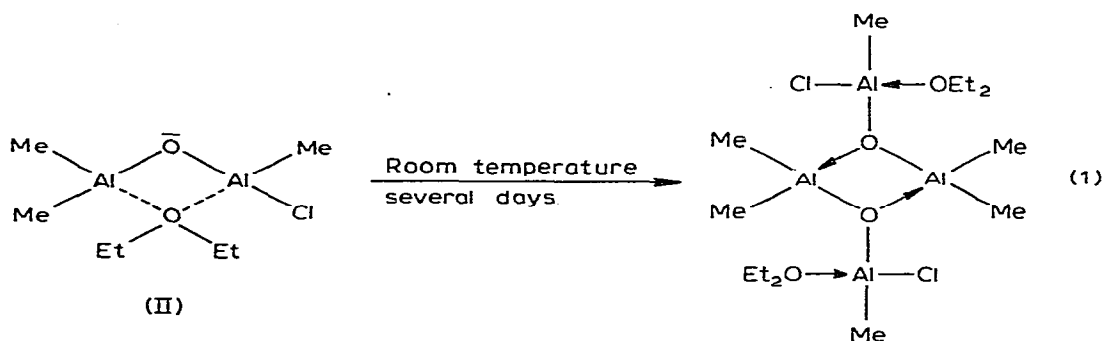 Me
Cl—Al←OEt2
Me O Me O Me
Al Al Room temperature Al Al (1)
Me O Cl several days Me O Me
Et Et Et2O→Al—Cl
(II)
Me